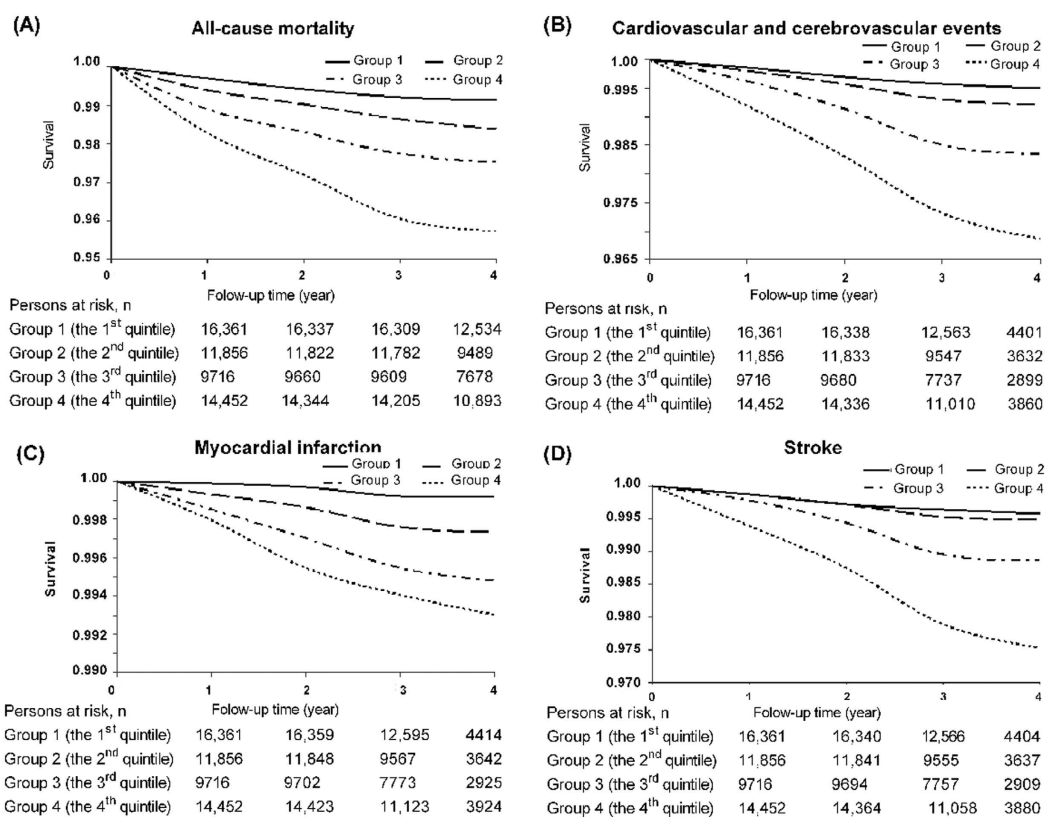 (A) All-cause mortality
Group 1 Group 2
Group 3 Group 4
1.00
0.99
0.98
0.97
0.96
0.95
Survival
0 1 2 3 4
Folow-up time (year)
Persons at risk, n
Group 1 (the 1st quintile) 16,361 16,337 16,309 12,534
Group 2 (the 2nd quintile) 11,856 11,822 11,782 9489
Group 3 (the 3rd quintile) 9716 9660 9609 7678
Group 4 (the 4th quintile) 14,452 14,344 14,205 10,893
(B) Cardiovascular and cerebrovascular events
Group 1 Group 2
Group 3 Group 4
1.00
0.995
0.985
0.975
0.965
Survival
0 1 2 3 4
Folow-up time (year)
Persons at risk, n
Group 1 (the 1st quintile) 16,361 16,338 12,563 4401
Group 2 (the 2nd quintile) 11,856 11,833 9547 3632
Group 3 (the 3rd quintile) 9716 9680 7737 2899
Group 4 (the 4th quintile) 14,452 14,336 11,010 3860
(C) Myocardial infarction
Group 1 Group 2
Group 3 Group 4
1.00
0.998
0.996
0.994
0.992
0.990
Survival
0 1 2 3 4
Folow-up time (year)
Persons at risk, n
Group 1 (the 1st quintile) 16,361 16,359 12,595 4414
Group 2 (the 2nd quintile) 11,856 11,848 9567 3642
Group 3 (the 3rd quintile) 9716 9702 7773 2925
Group 4 (the 4th quintile) 14,452 14,423 11,123 3924
(D) Stroke
Group 1 Group 2
Group 3 Group 4
1.00
0.995
0.990
0.985
0.980
0.975
0.970
Survival
0 1 2 3 4
Folow-up time (year)
Persons at risk, n
Group 1 (the 1st quintile) 16,361 16,340 12,566 4404
Group 2 (the 2nd quintile) 11,856 11,841 9555 3637
Group 3 (the 3rd quintile) 9716 9694 7757 2909
Group 4 (the 4th quintile) 14,452 14,364 11,058 3880